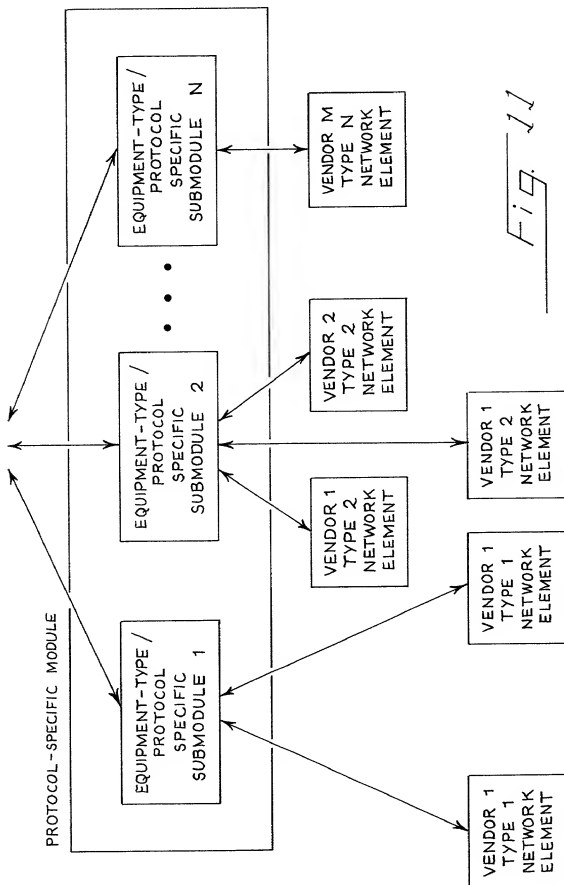 PROTOCOL-SPECIFIC MODULE
EQUIPMENT-TYPE/
PROTOCOL
SPECIFIC
SUBMODULE 1
EQUIPMENT-TYPE/
PROTOCOL
SPECIFIC
SUBMODULE 2
EQUIPMENT-TYPE/
PROTOCOL
SPECIFIC
SUBMODULE N
VENDOR 1
TYPE 2
NETWORK
ELEMENT
VENDOR 2
TYPE 2
NETWORK
ELEMENT
VENDOR M
TYPE N
NETWORK
ELEMENT
VENDOR 1
TYPE 1
NETWORK
ELEMENT
VENDOR 1
TYPE 1
NETWORK
ELEMENT
VENDOR 1
TYPE 2
NETWORK
ELEMENT
Fig. 11